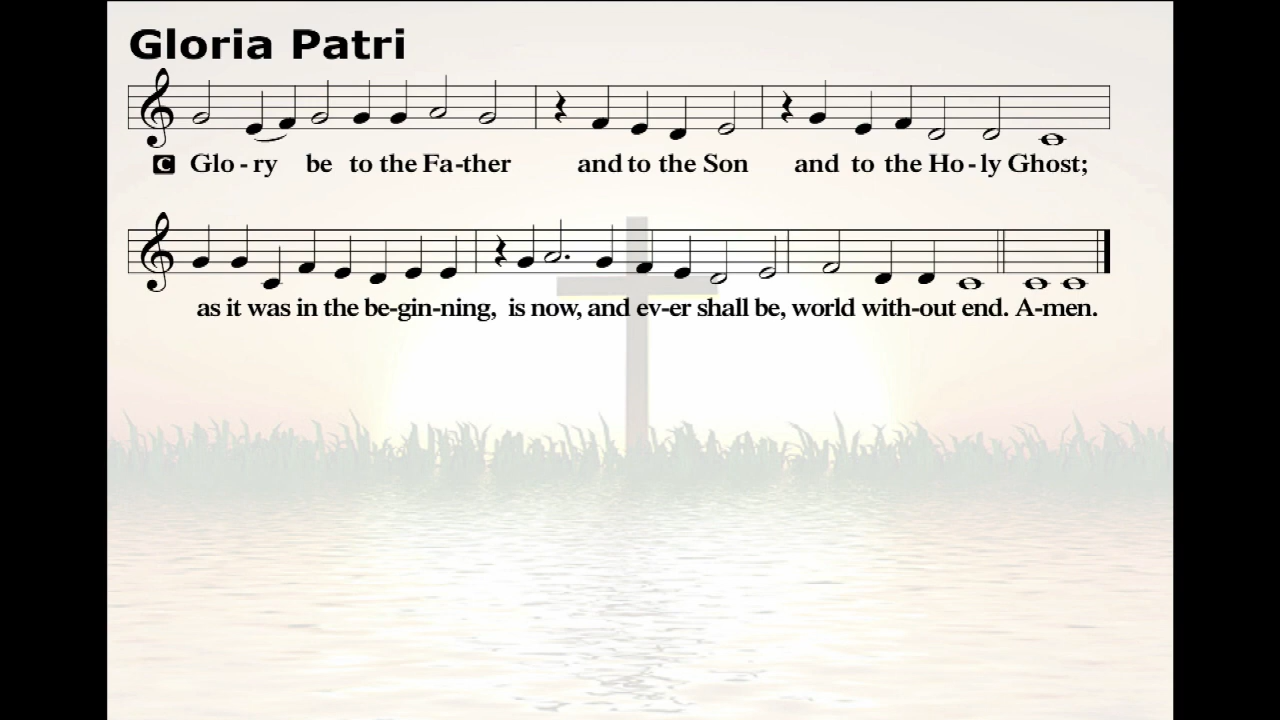 Gloria Patri
C Glo - ry be to the Fa - ther and to the Son and to the Ho - ly Ghost;
as it was in the be-gin-ning, is now, and ev-er shall be, world with-out end. A-men.